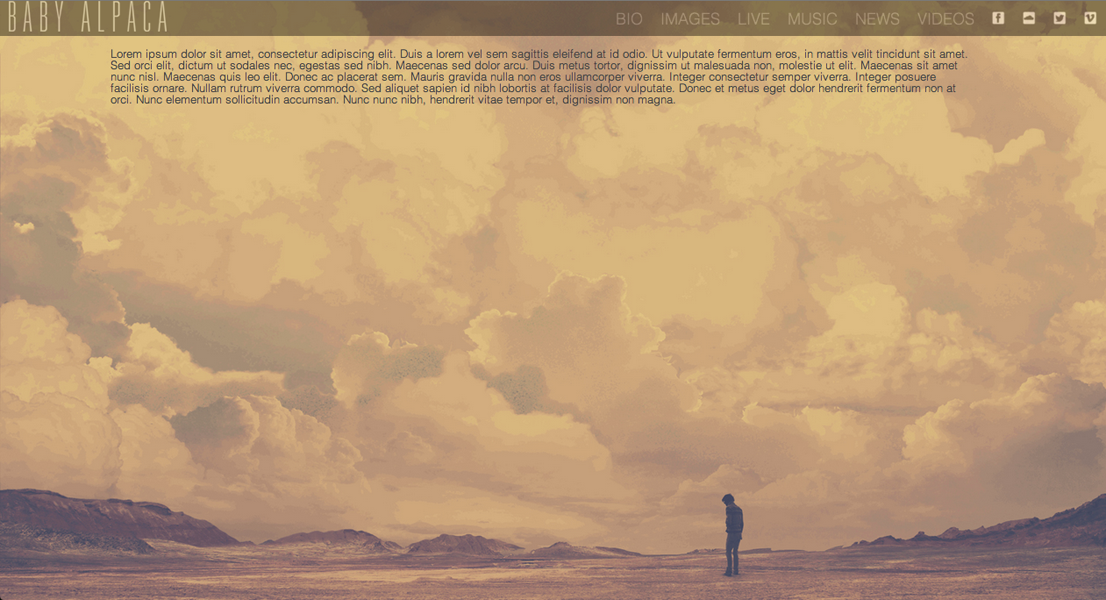 BABY ALPACA
BIO IMAGES LIVE MUSIC NEWS VIDEOS
Lorem ipsum dolor sit amet, consectetur adipiscing elit. Duis a lorem vel sem sagittis eleifend at id odio. Ut vulputate fermentum eros, in mattis velit tincidunt sit amet.
Sed orci elit, dictum ut sodales nec, egestas sed nibh. Maecenas sed dolor arcu. Duis metus tortor, dignissim ut malesuada non, molestie ut elit. Maecenas sit amet
nunc nisl. Maecenas quis leo elit. Donec ac placerat sem. Mauris gravida nulla non eros ullamcorper viverra. Integer consectetur semper viverra. Integer posuere
facilisis ornare. Nullam rutrum viverra commodo. Sed aliquet sapien id nibh lobortis at facilisis dolor vulputate. Donec et metus eget dolor hendrerit fermentum non at
orci. Nunc elementum sollicitudin accumsan. Nunc nunc nibh, hendrerit vitae tempor et, dignissim non magna.